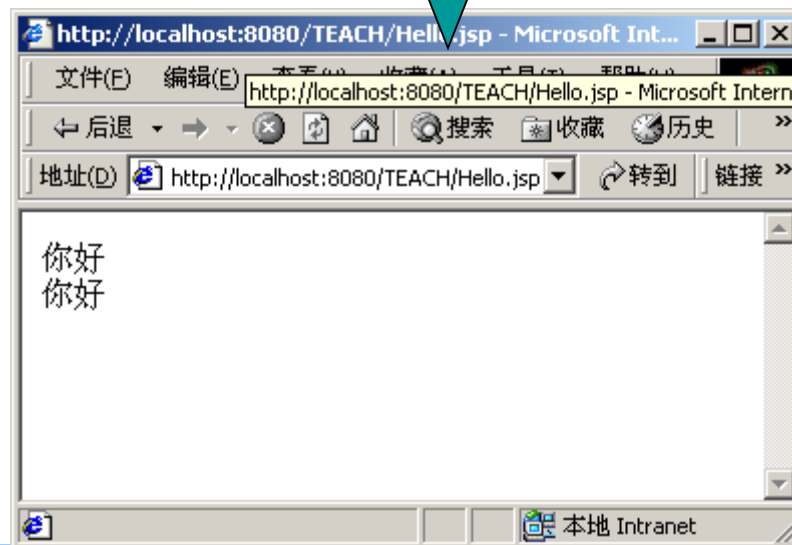 http://localhost:8080/TEACH/Hello.jsp - Microsoft Int...
文件(F) 编辑(E)
http://localhost:8080/TEACH/Hello.jsp - Microsoft Intern
后退 搜索 收藏 历史 »
地址(D) http://localhost:8080/TEACH/Hello.jsp 转到 链接 »
你好
你好
本地 Intranet